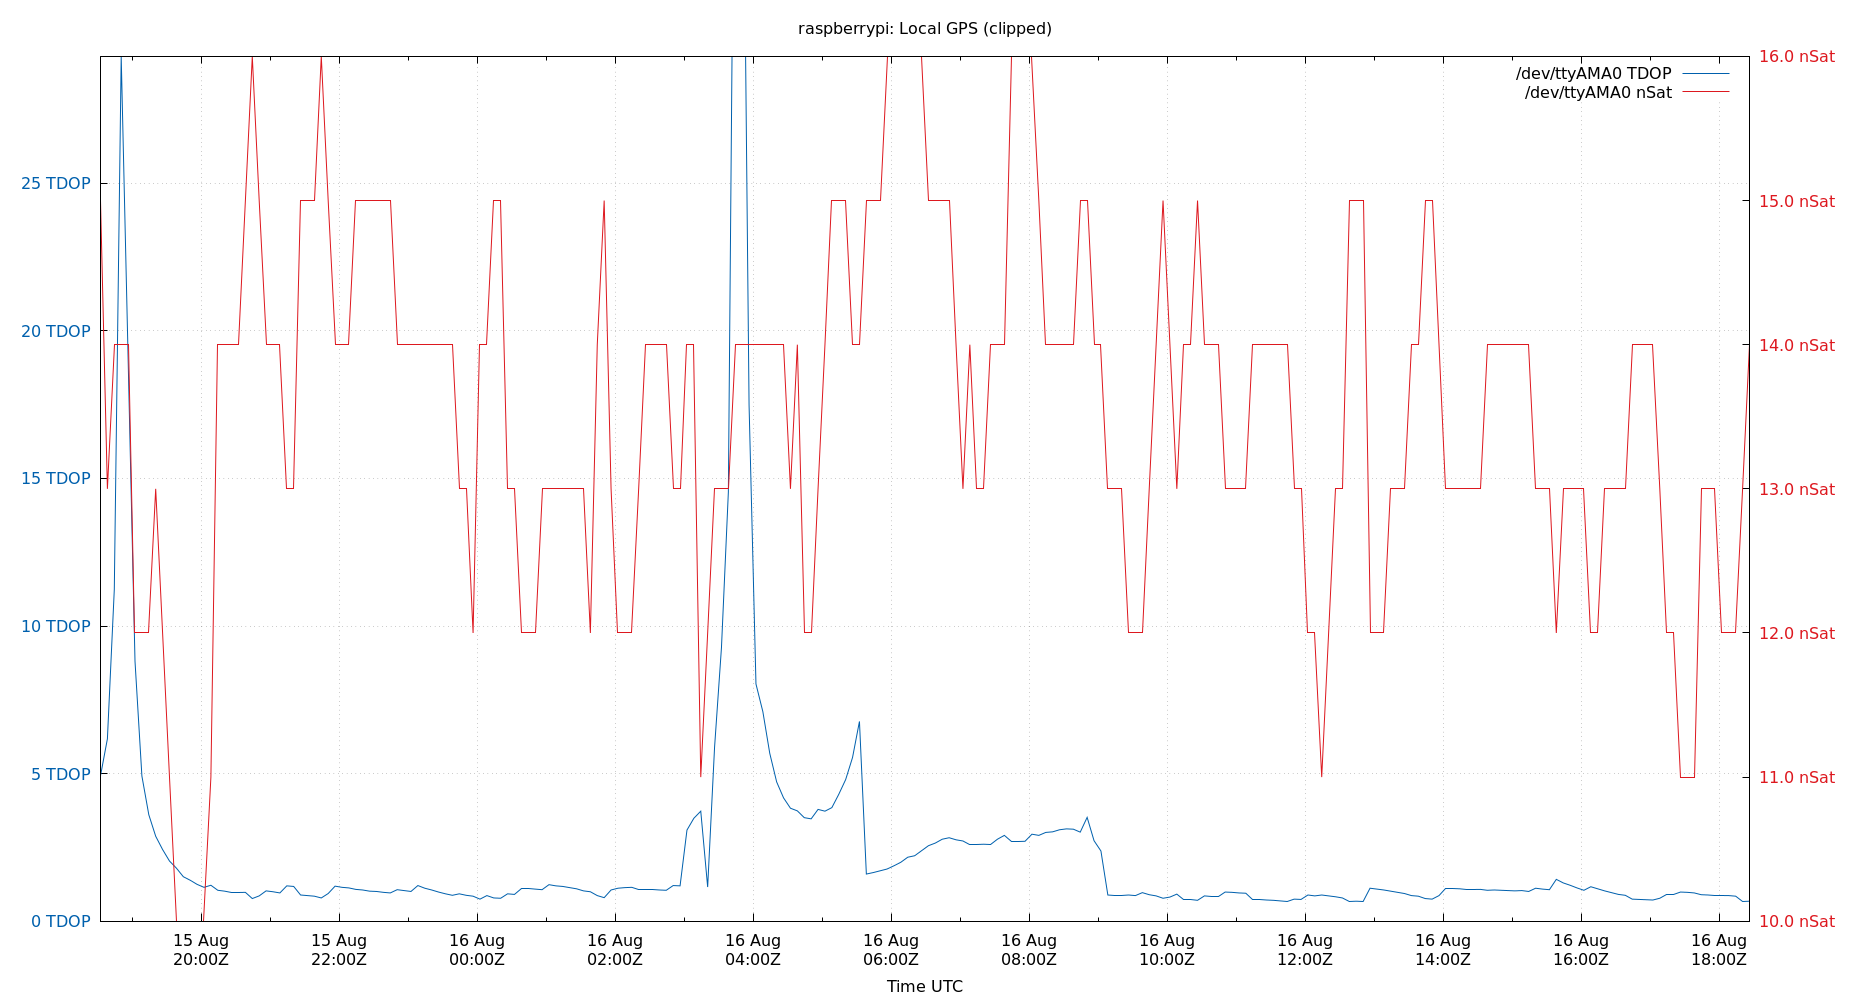 raspberrypi: Local GPS (clipped)
/dev/ttyAMA0 TDOP
/dev/ttyAMA0 nSat
25 TDOP
20 TDOP
15 TDOP
10 TDOP
5 TDOP
0 TDOP
16.0 nSat
15.0 nSat
14.0 nSat
13.0 nSat
12.0 nSat
11.0 nSat
10.0 nSat
15 Aug 15 Aug 16 Aug 16 Aug 16 Aug 16 Aug 16 Aug 16 Aug 16 Aug 16 Aug 16 Aug 16 Aug
20:00Z 22:00Z 00:00Z 02:00Z 04:00Z 06:00Z 08:00Z 10:00Z 12:00Z 14:00Z 16:00Z 18:00Z
Time UTC